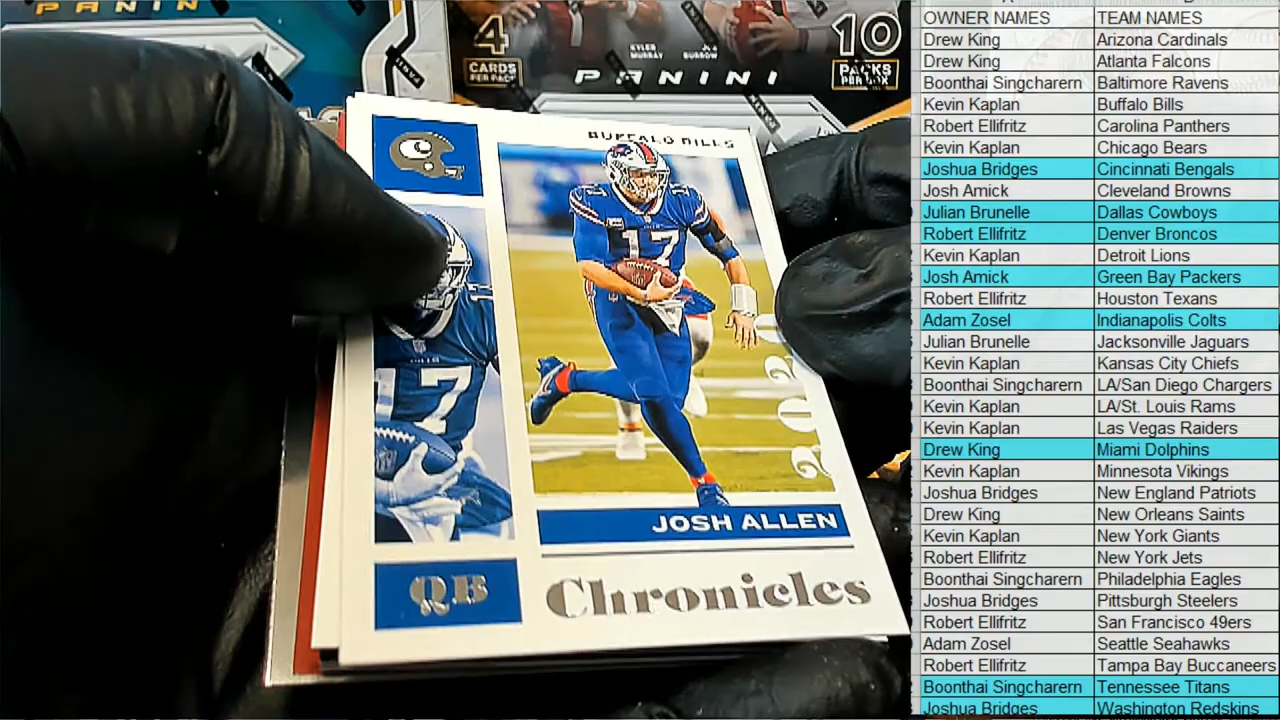 PANINI
4
CARDS
PER PACK
KYLER
MURRAY
JOE
BURROW
PANINI
10
PACKS
PER BOX
BUFFALO BILLS
17
17
2020
JOSH ALLEN
QB
Chronicles
OWNER NAMES TEAM NAMES
Drew King Arizona Cardinals
Drew King Atlanta Falcons
Boonthai Singcharern Baltimore Ravens
Kevin Kaplan Buffalo Bills
Robert Ellifritz Carolina Panthers
Kevin Kaplan Chicago Bears
Joshua Bridges Cincinnati Bengals
Josh Amick Cleveland Browns
Julian Brunelle Dallas Cowboys
Robert Ellifritz Denver Broncos
Kevin Kaplan Detroit Lions
Josh Amick Green Bay Packers
Robert Ellifritz Houston Texans
Adam Zosel Indianapolis Colts
Julian Brunelle Jacksonville Jaguars
Kevin Kaplan Kansas City Chiefs
Boonthai Singcharern LA/San Diego Chargers
Kevin Kaplan LA/St. Louis Rams
Kevin Kaplan Las Vegas Raiders
Drew King Miami Dolphins
Kevin Kaplan Minnesota Vikings
Joshua Bridges New England Patriots
Drew King New Orleans Saints
Kevin Kaplan New York Giants
Robert Ellifritz New York Jets
Boonthai Singcharern Philadelphia Eagles
Joshua Bridges Pittsburgh Steelers
Robert Ellifritz San Francisco 49ers
Adam Zosel Seattle Seahawks
Robert Ellifritz Tampa Bay Buccaneers
Boonthai Singcharern Tennessee Titans
Joshua Bridges Washington Redskins